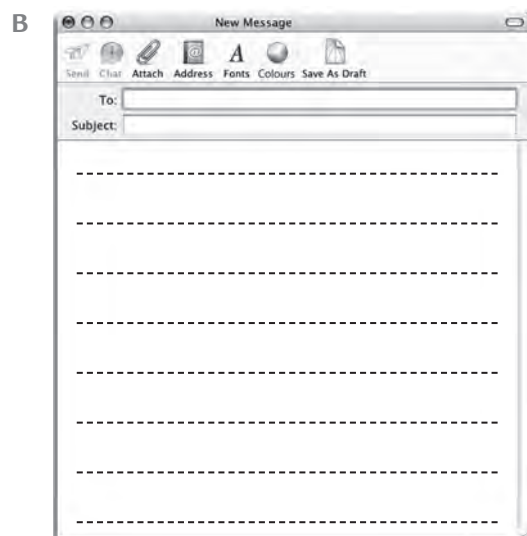 B
New Message
Send Chat Attach Address Fonts Colours Save As Draft
To:
Subject: